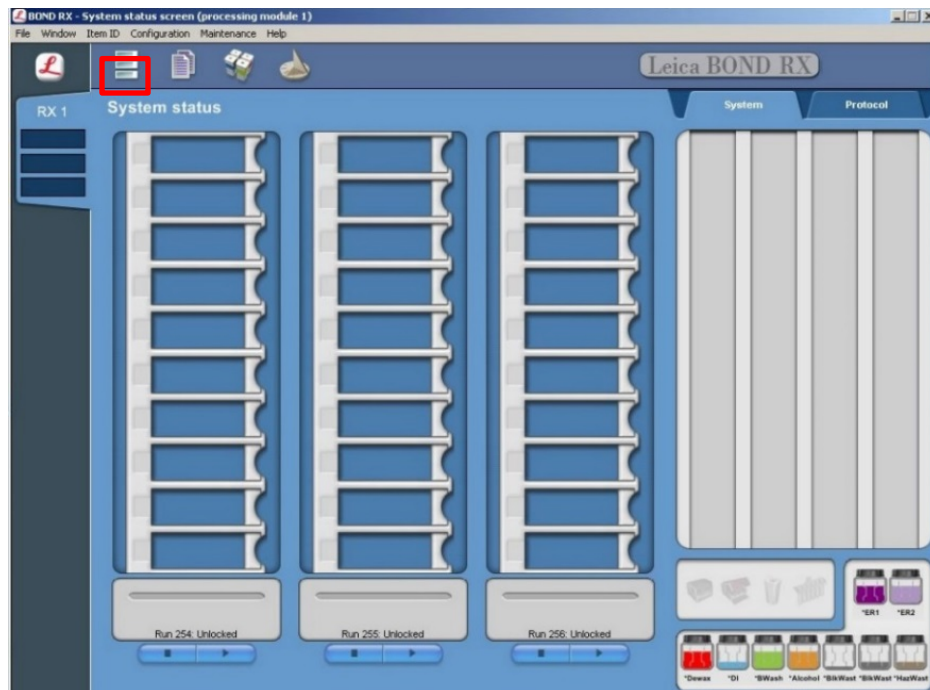 BOND RX - System status screen (processing module 1)
File Window Item ID Configuration Maintenance Help
Leica BOND RX
RX 1
System status
System
Protocol
Run 254: Unlocked
Run 255: Unlocked
Run 256: Unlocked
*ER1
*ER2
*Dewax
*DI
*BWash
*Alcohol
*BlkWast
*BlkWast
*HazWast